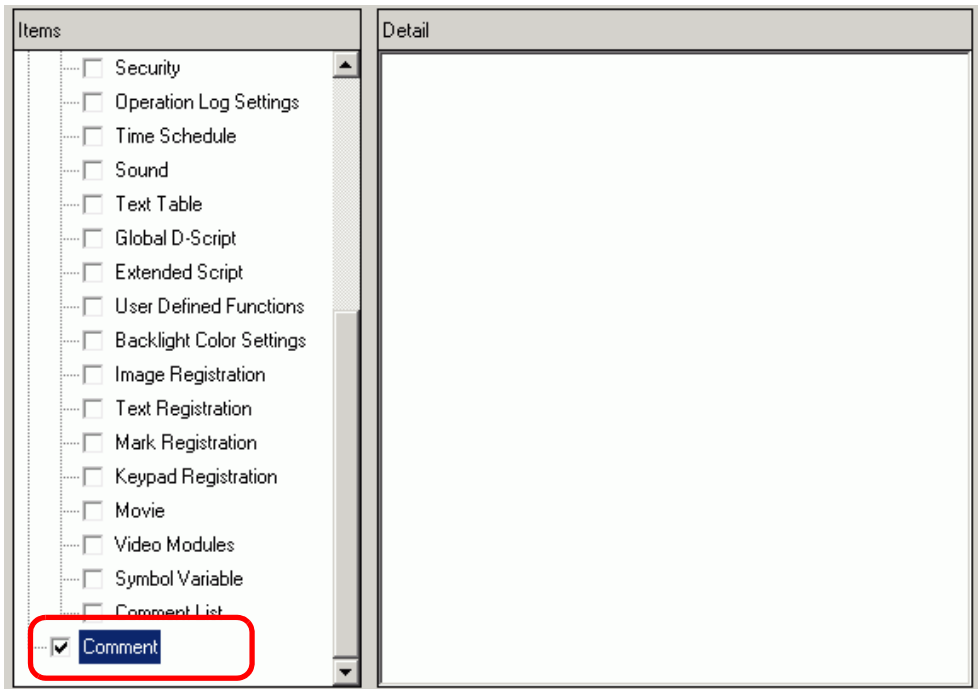 Items
Detail
Security
Operation Log Settings
Time Schedule
Sound
Text Table
Global D-Script
Extended Script
User Defined Functions
Backlight Color Settings
Image Registration
Text Registration
Mark Registration
Keypad Registration
Movie
Video Modules
Symbol Variable
Comment List
Comment